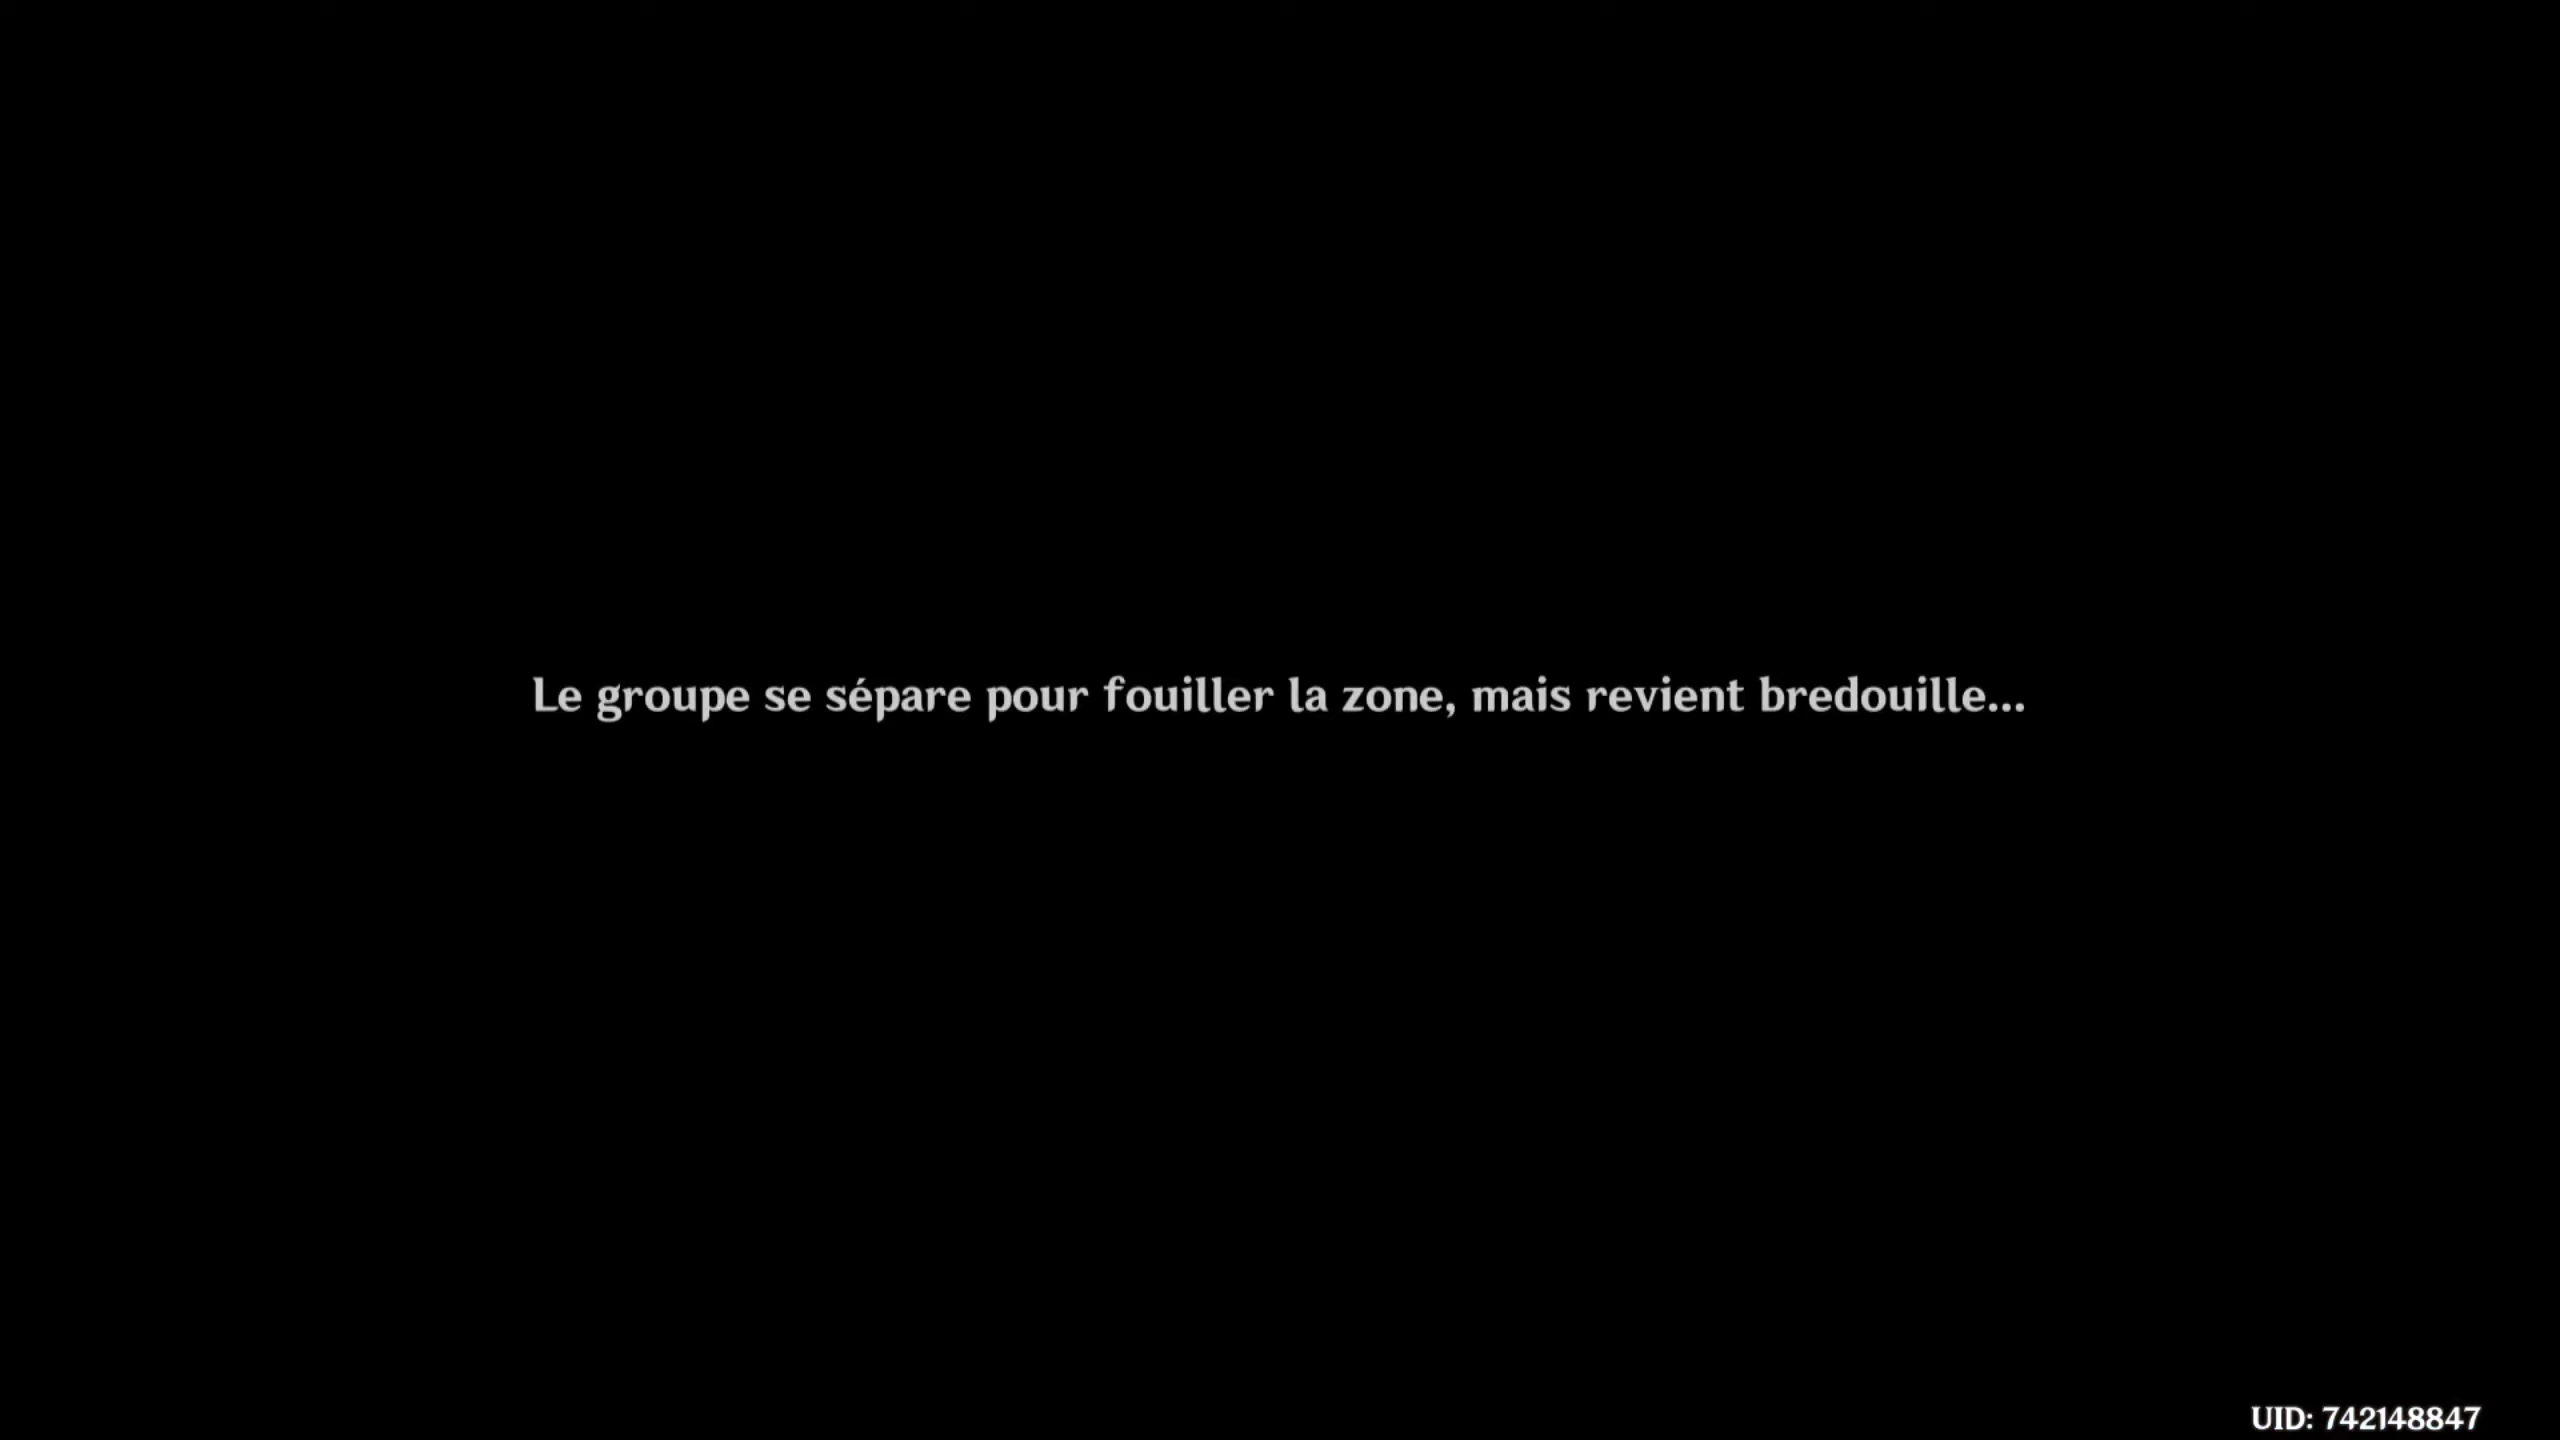 Le groupe se sépare pour fouiller la zone, mais revient bredouille...
UID: 742148847